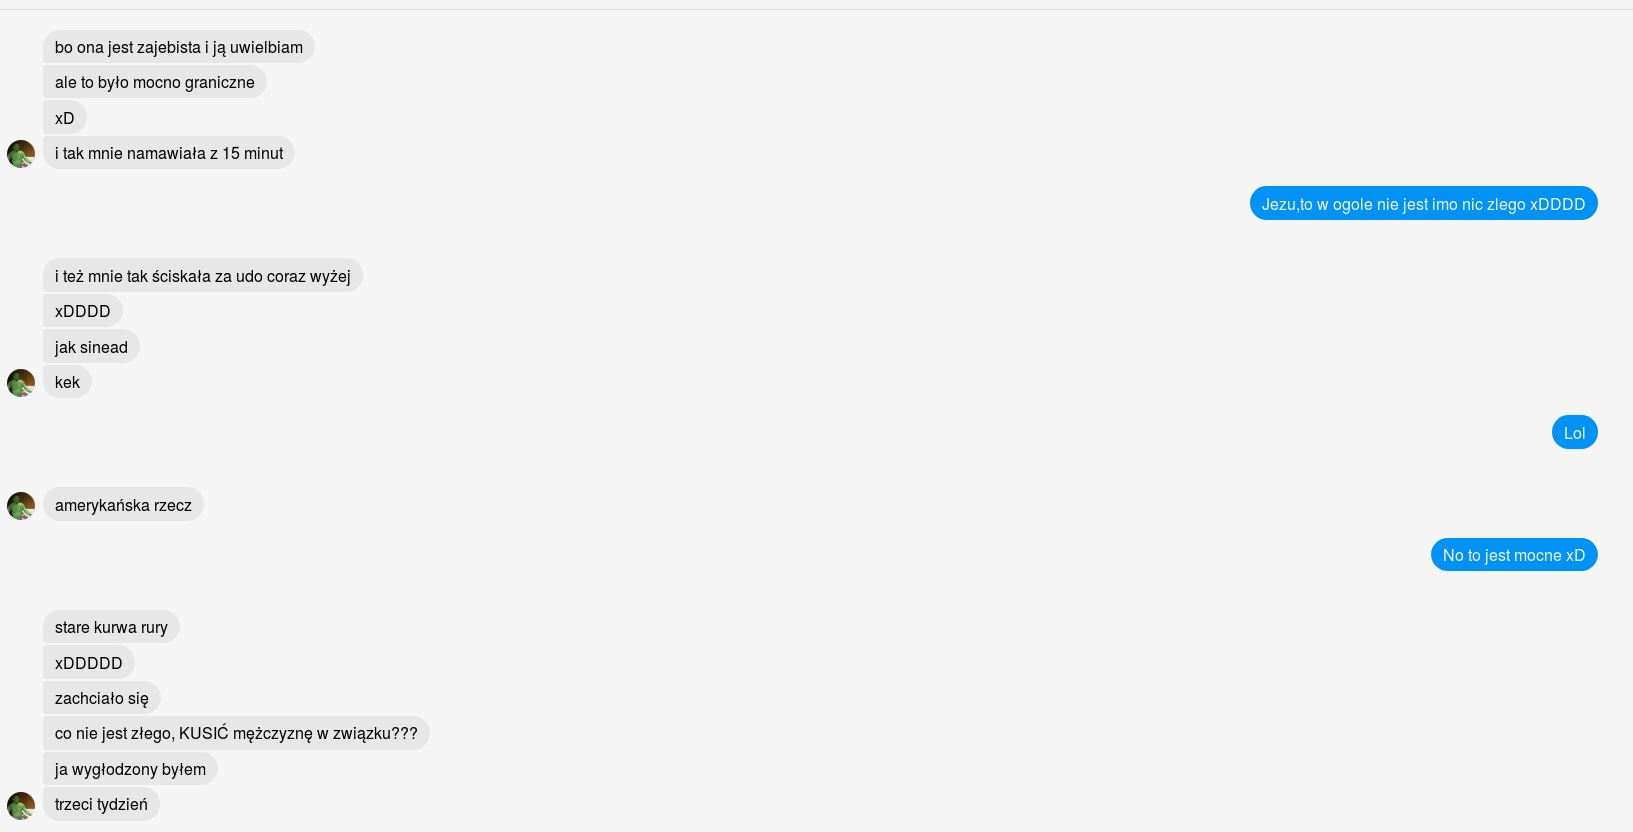 bo ona jest zajebista i ją uwielbiam
ale to było mocno graniczne
xD
i tak mnie namawiała z 15 minut
Jezu,to w ogole nie jest imo nic zlego xDDDD
i też mnie tak ściskała za udo coraz wyżej
xDDDD
jak sinead
kek
Lol
amerykańska rzecz
No to jest mocne xD
stare kurwa rury
xDDDDD
zachciało się
co nie jest złego, KUSIĆ mężczyznę w związku???
ja wygłodzony byłem
trzeci tydzień